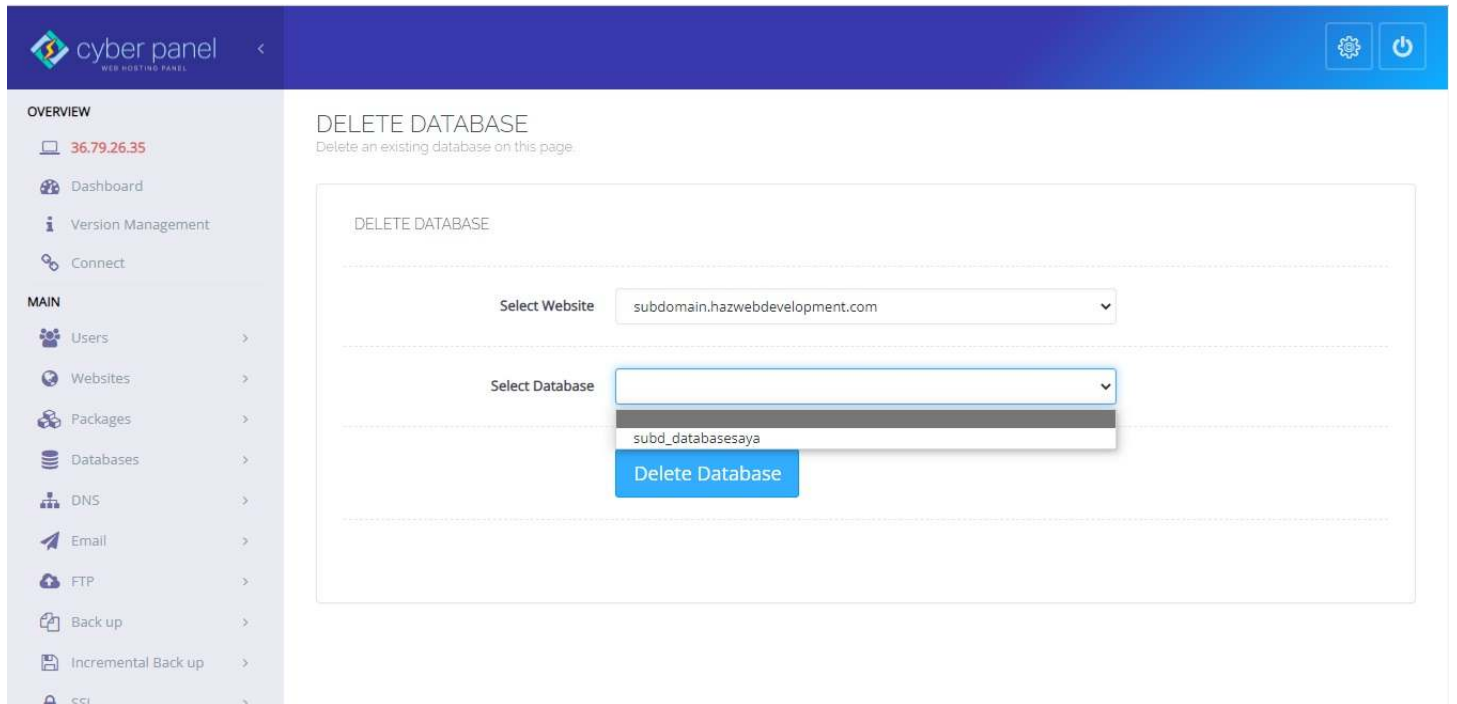 cyber panel
WEB HOSTING PANEL
OVERVIEW
36.79.26.35
Dashboard
Version Management
Connect
MAIN
Users
Websites
Packages
Databases
DNS
Email
FTP
Back up
Incremental Back up
SSL
DELETE DATABASE
Delete an existing database on this page.
DELETE DATABASE
Select Website subdomain.hazwebdevelopment.com
Select Database
subd_databasesaya
Delete Database